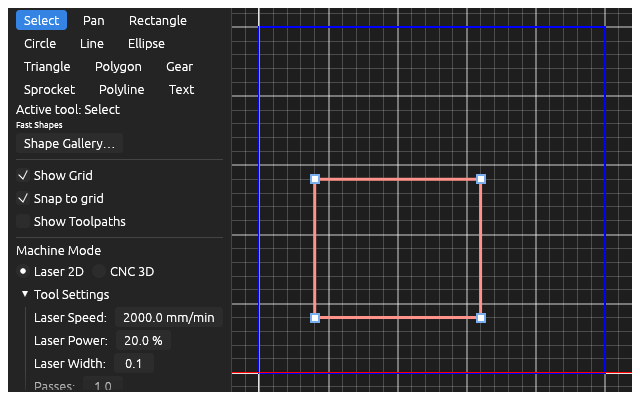 Select Pan Rectangle
Circle Line Ellipse
Triangle Polygon Gear
Sprocket Polyline Text
Active tool: Select
Fast Shapes
Shape Gallery...
Show Grid
Snap to grid
Show Toolpaths
Machine Mode
Laser 2D CNC 3D
Tool Settings
Laser Speed: 2000.0 mm/min
Laser Power: 20.0 %
Laser Width: 0.1
Passes: 1.0